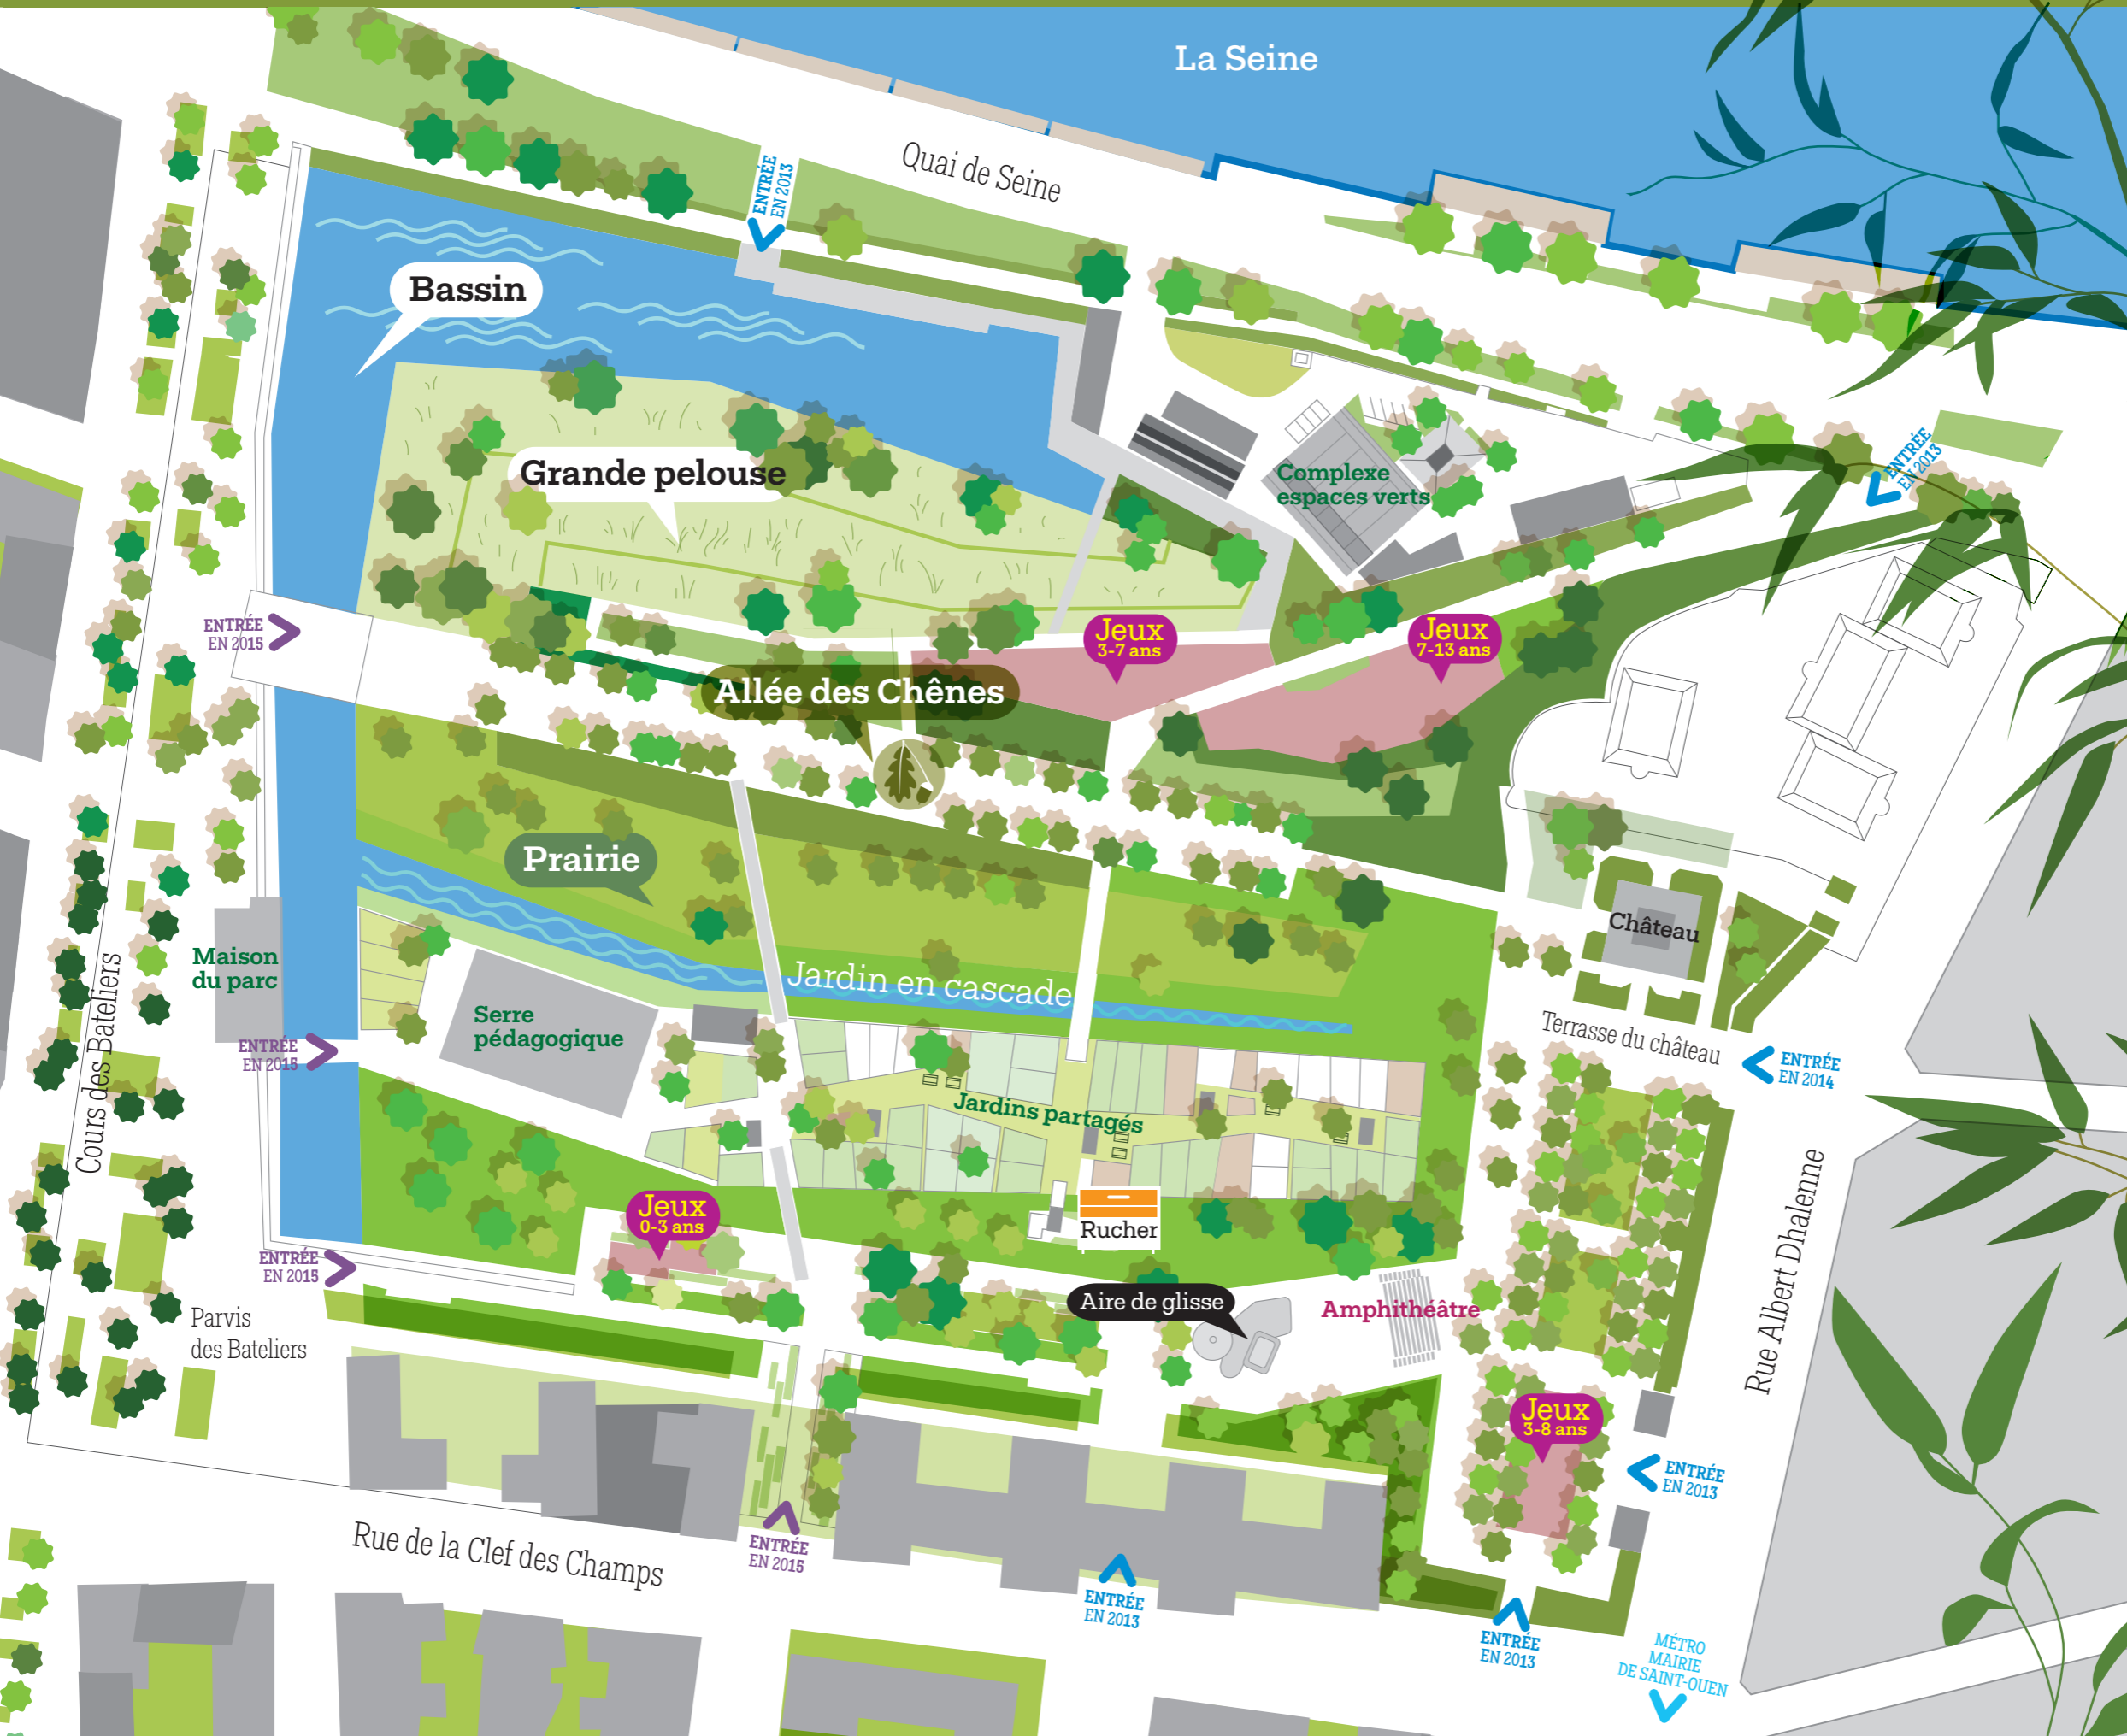 La Seine
Quai de Seine
ENTRÉE
EN 2013
Bassin
Grande pelouse
Complexe
espaces verts
ENTRÉE
EN 2013
ENTRÉE
EN 2015
Jeux
3-7 ans
Jeux
7-13 ans
Allée des Chênes
Prairie
Château
Maison
du parc
Jardin en cascade
Serre
pédagogique
Terrasse du château
ENTRÉE
EN 2015
ENTRÉE
EN 2014
Cours des Bateliers
Jardins partagés
Jeux
0-3 ans
Rucher
Rue Albert Dhalenne
ENTRÉE
EN 2015
Aire de glisse
Amphithéâtre
Parvis
des Bateliers
Jeux
3-8 ans
ENTRÉE
EN 2013
Rue de la Clef des Champs
ENTRÉE
EN 2015
ENTRÉE
EN 2013
ENTRÉE
EN 2013
MÉTRO
MAIRIE
DE SAINT-OUEN